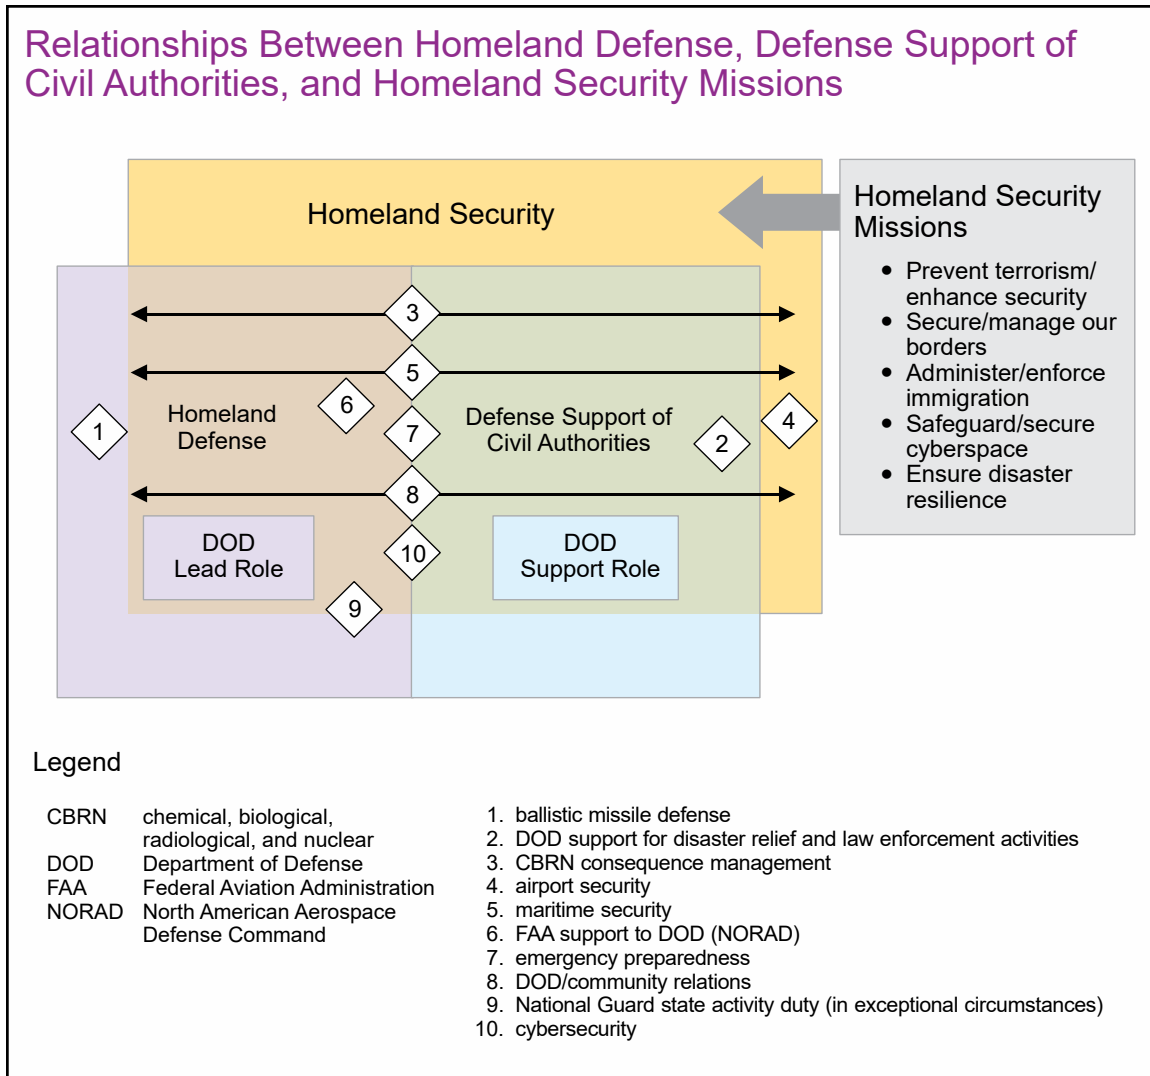 Relationships Between Homeland Defense, Defense Support of
Civil Authorities, and Homeland Security Missions
Homeland Security
Homeland Security
Missions
• Prevent terrorism/
enhance security
• Secure/manage our
borders
• Administer/enforce
immigration
• Safeguard/secure
cyberspace
• Ensure disaster
resilience
3
5
6
1
Homeland
Defense
7
Defense Support of
Civil Authorities
2
4
8
DOD
Lead Role
10
DOD
Support Role
9
Legend
CBRN chemical, biological,
radiological, and nuclear
DOD Department of Defense
FAA Federal Aviation Administration
NORAD North American Aerospace
Defense Command
1. ballistic missile defense
2. DOD support for disaster relief and law enforcement activities
3. CBRN consequence management
4. airport security
5. maritime security
6. FAA support to DOD (NORAD)
7. emergency preparedness
8. DOD/community relations
9. National Guard state activity duty (in exceptional circumstances)
10. cybersecurity